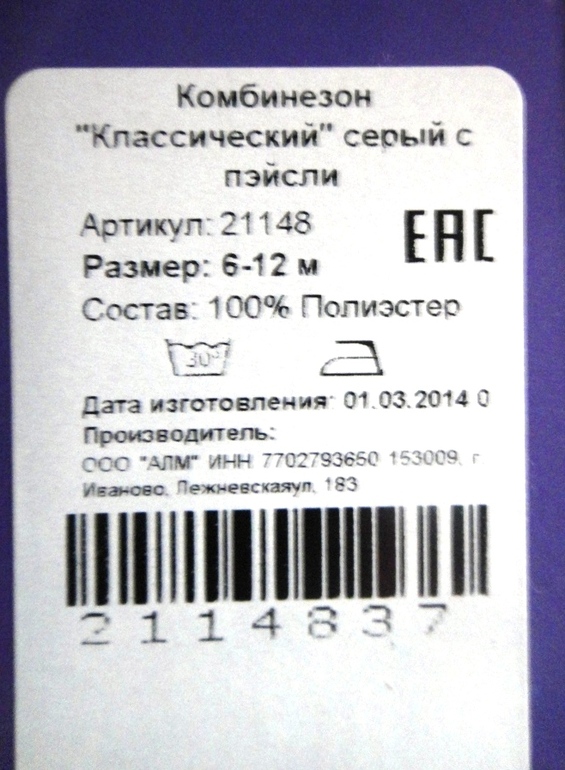 Комбинезон
"Классический" серый с
пэйсли
Артикул: 21148
EAC
Размер: 6-12 м
Состав: 100% Полиэстер
30°
Дата изготовления: 01.03.2014 0
Производитель:
ООО "АЛМ" ИНН 7702793650 153009, г
Иваново, Лежневскаяул, 183
2114837